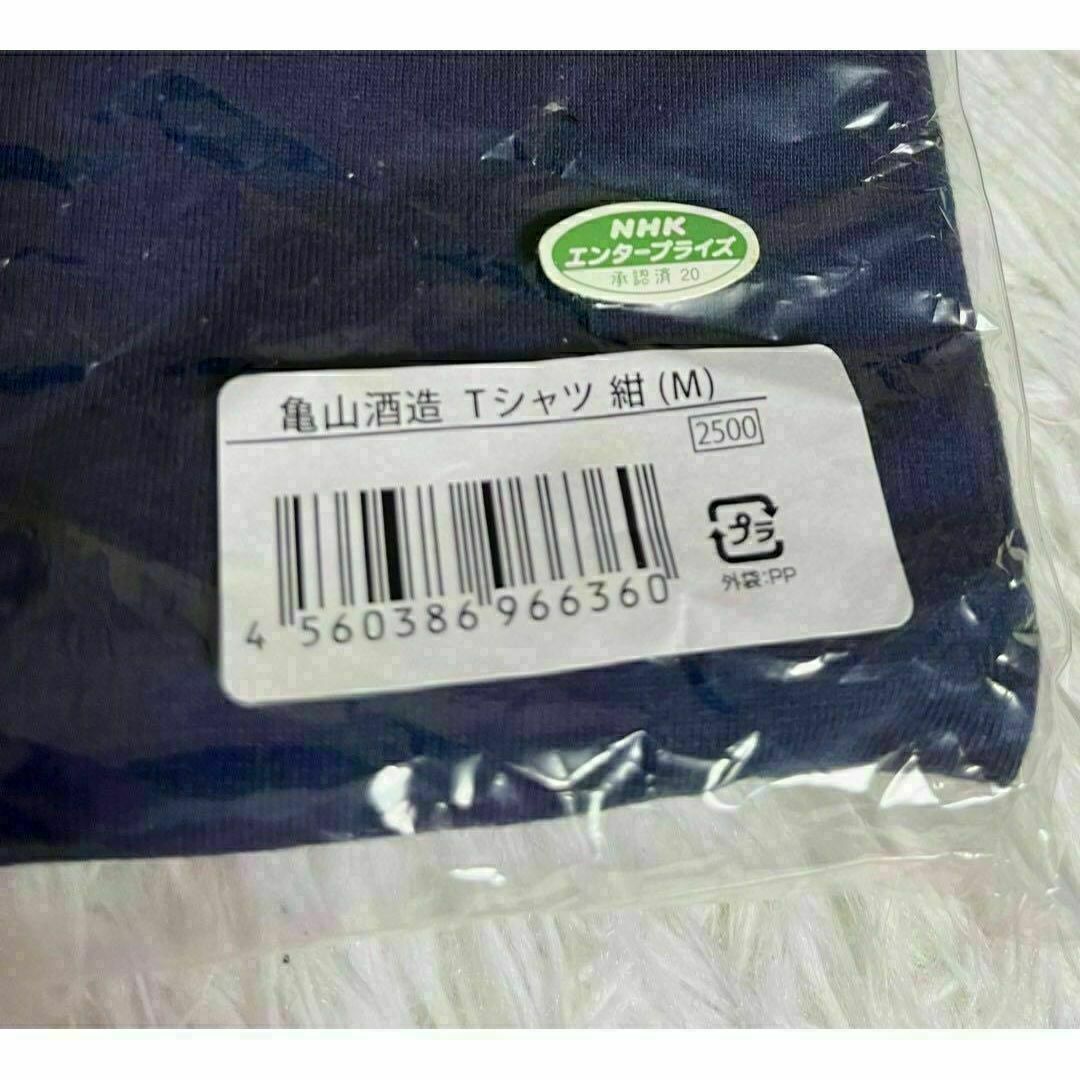 NHK
エンタープライズ
承認済 20
亀山酒造 Tシャツ 紺 (M)
2500
プラ
外袋:PP
4 560386 966360